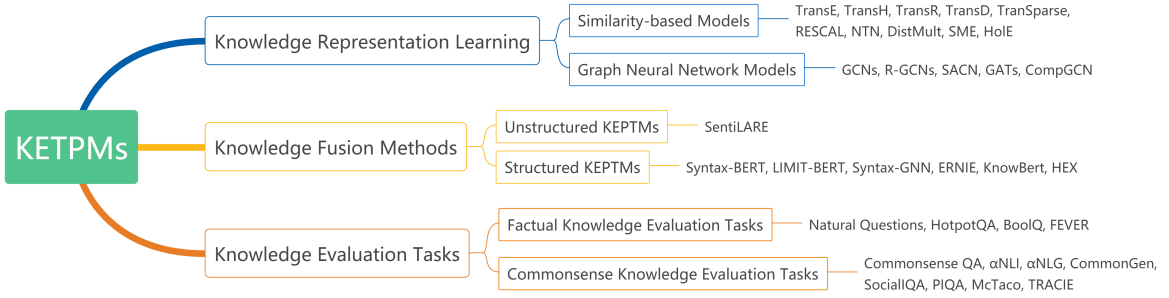 KETPMs
Knowledge Representation Learning
Similarity-based Models
TransE, TransH, TransR, TransD, TranSparse,
RESCAL, NTN, DistMult, SME, HolE
Graph Neural Network Models
GCNs, R-GCNs, SACN, GATs, CompGCN
Knowledge Fusion Methods
Unstructured KEPTMs
SentiLARE
Structured KEPTMs
Syntax-BERT, LIMIT-BERT, Syntax-GNN, ERNIE, KnowBert, HEX
Knowledge Evaluation Tasks
Factual Knowledge Evaluation Tasks
Natural Questions, HotpotQA, BoolQ, FEVER
Commonsense Knowledge Evaluation Tasks
Commonsense QA, αNLI, αNLG, CommonGen,
SocialIQA, PIQA, McTaco, TRACIE